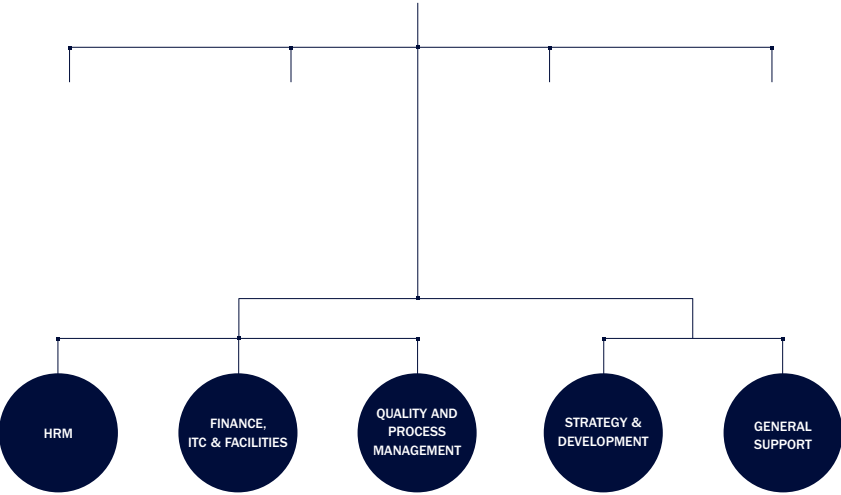 HRM
FINANCE,
ITC & FACILITIES
QUALITY AND
PROCESS
MANAGEMENT
STRATEGY &
DEVELOPMENT
GENERAL
SUPPORT